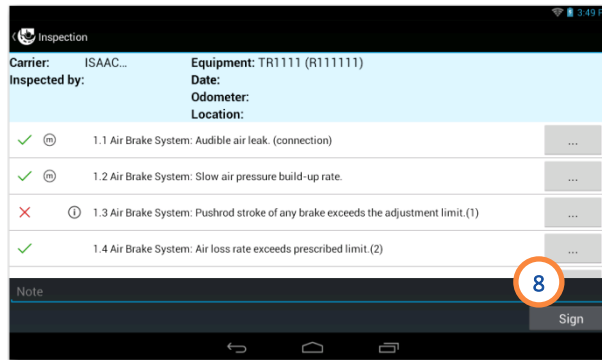 3:49 P
Inspection
Carrier: ISAAC... Equipment: TR1111 (R111111)
Inspected by: Date:
Odometer:
Location:
m 1.1 Air Brake System: Audible air leak. (connection) ...
m 1.2 Air Brake System: Slow air pressure build-up rate. ...
i 1.3 Air Brake System: Pushrod stroke of any brake exceeds the adjustment limit.(1) ...
1.4 Air Brake System: Air loss rate exceeds prescribed limit.(2) ...
8
Note
Sign